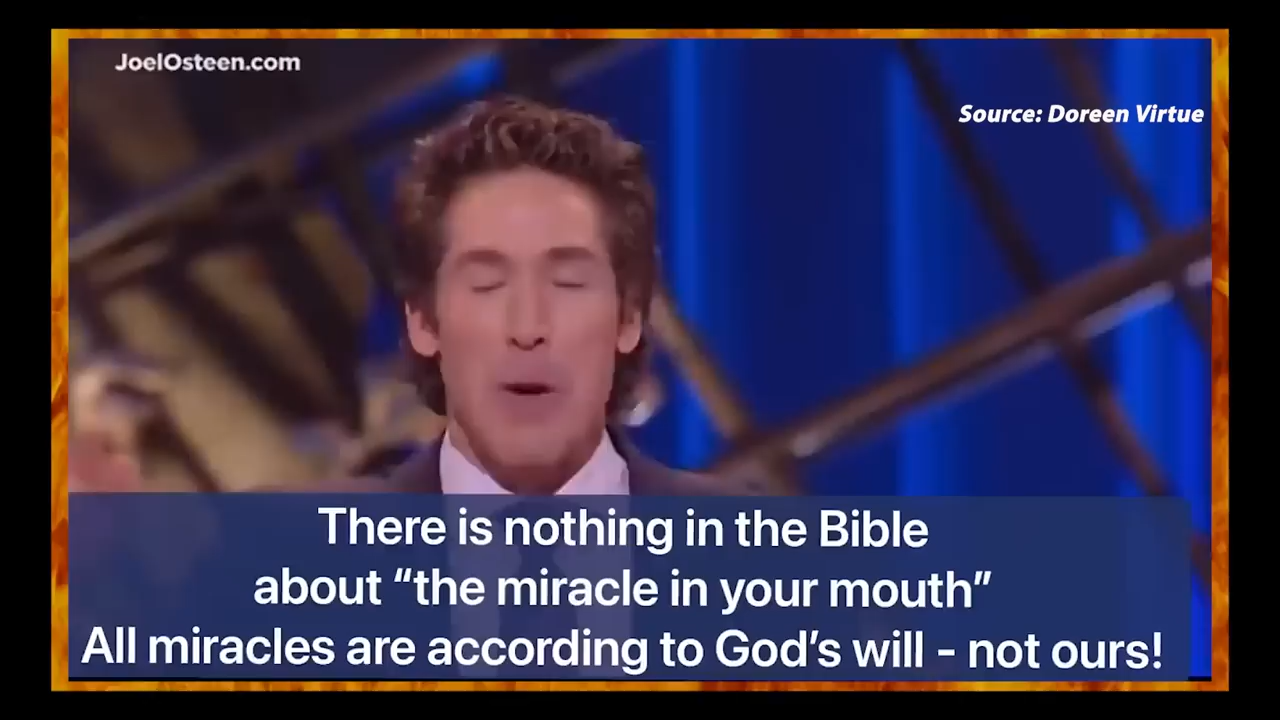 JoelOsteen.com
Source: Doreen Virtue
There is nothing in the Bible
about “the miracle in your mouth”
All miracles are according to God’s will - not ours!